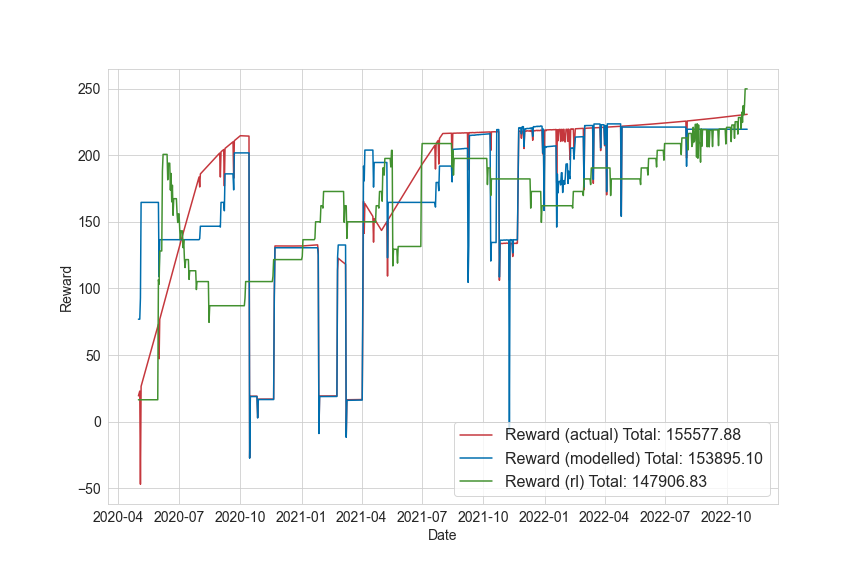 250
200
150
100
50
0
−50
Reward
Reward (actual) Total: 155577.88
Reward (modelled) Total: 153895.10
Reward (rl) Total: 147906.83
2020-04 2020-07 2020-10 2021-01 2021-04 2021-07 2021-10 2022-01 2022-04 2022-07 2022-10
Date